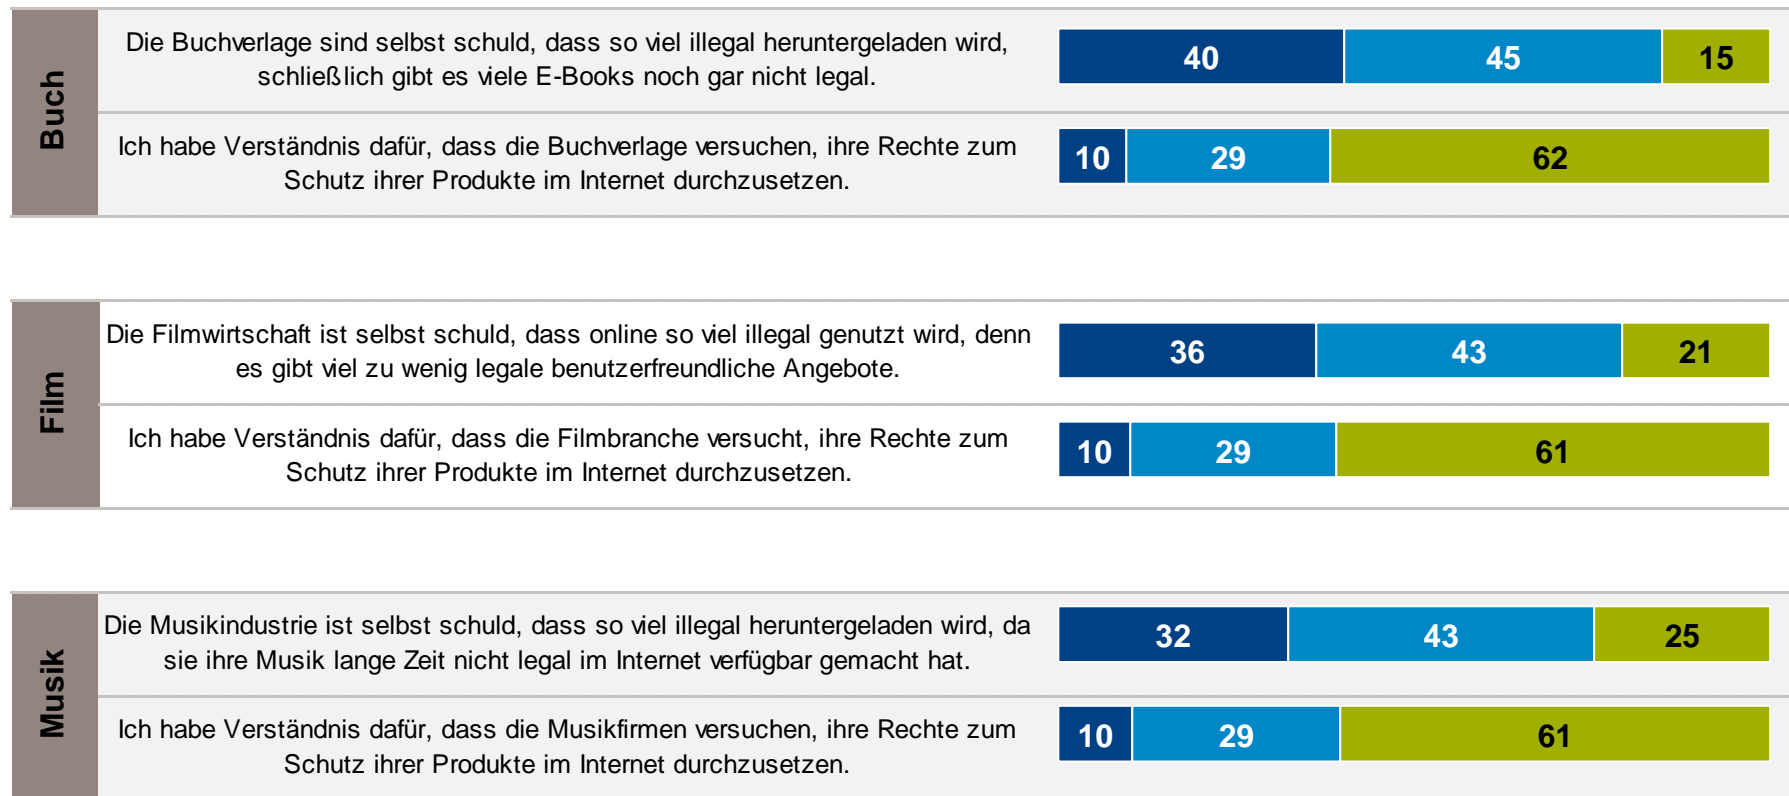 Buch
Die Buchverlage sind selbst schuld, dass so viel illegal heruntergeladen wird,
schließlich gibt es viele E-Books noch gar nicht legal.
40 45 15
Ich habe Verständnis dafür, dass die Buchverlage versuchen, ihre Rechte zum
Schutz ihrer Produkte im Internet durchzusetzen.
10 29 62
Film
Die Filmwirtschaft ist selbst schuld, dass online so viel illegal genutzt wird, denn
es gibt viel zu wenig legale benutzerfreundliche Angebote.
36 43 21
Ich habe Verständnis dafür, dass die Filmbranche versucht, ihre Rechte zum
Schutz ihrer Produkte im Internet durchzusetzen.
10 29 61
Musik
Die Musikindustrie ist selbst schuld, dass so viel illegal heruntergeladen wird, da
sie ihre Musik lange Zeit nicht legal im Internet verfügbar gemacht hat.
32 43 25
Ich habe Verständnis dafür, dass die Musikfirmen versuchen, ihre Rechte zum
Schutz ihrer Produkte im Internet durchzusetzen.
10 29 61